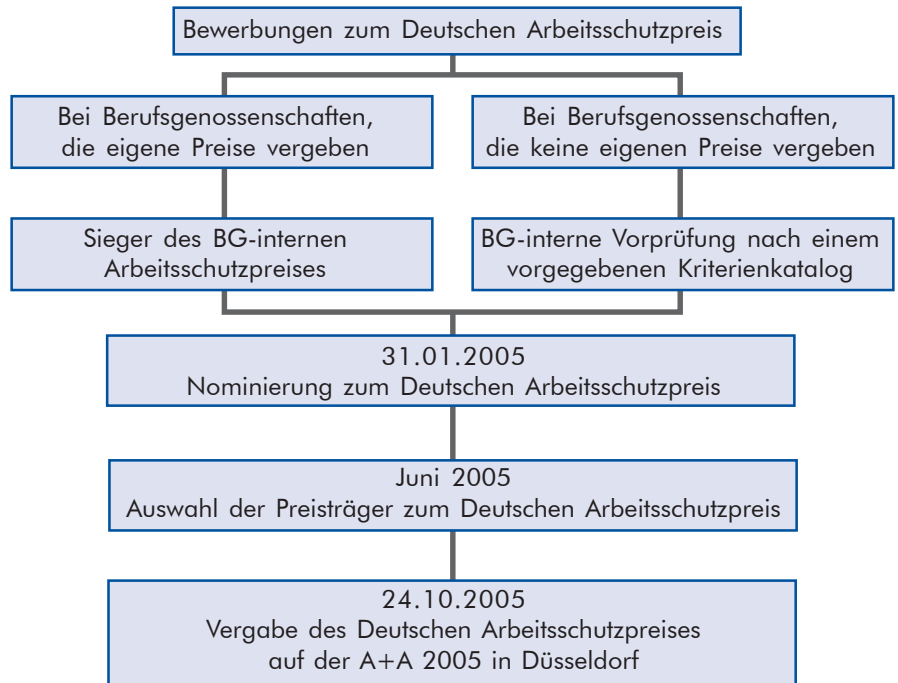 Bewerbungen zum Deutschen Arbeitsschutzpreis
Bei Berufsgenossenschaften,
die eigene Preise vergeben
Bei Berufsgenossenschaften,
die keine eigenen Preise vergeben
Sieger des BG-internen
Arbeitsschutzpreises
BG-interne Vorprüfung nach einem
vorgegebenen Kriterienkatalog
31.01.2005
Nominierung zum Deutschen Arbeitsschutzpreis
Juni 2005
Auswahl der Preisträger zum Deutschen Arbeitsschutzpreis
24.10.2005
Vergabe des Deutschen Arbeitsschutzpreises
auf der A+A 2005 in Düsseldorf